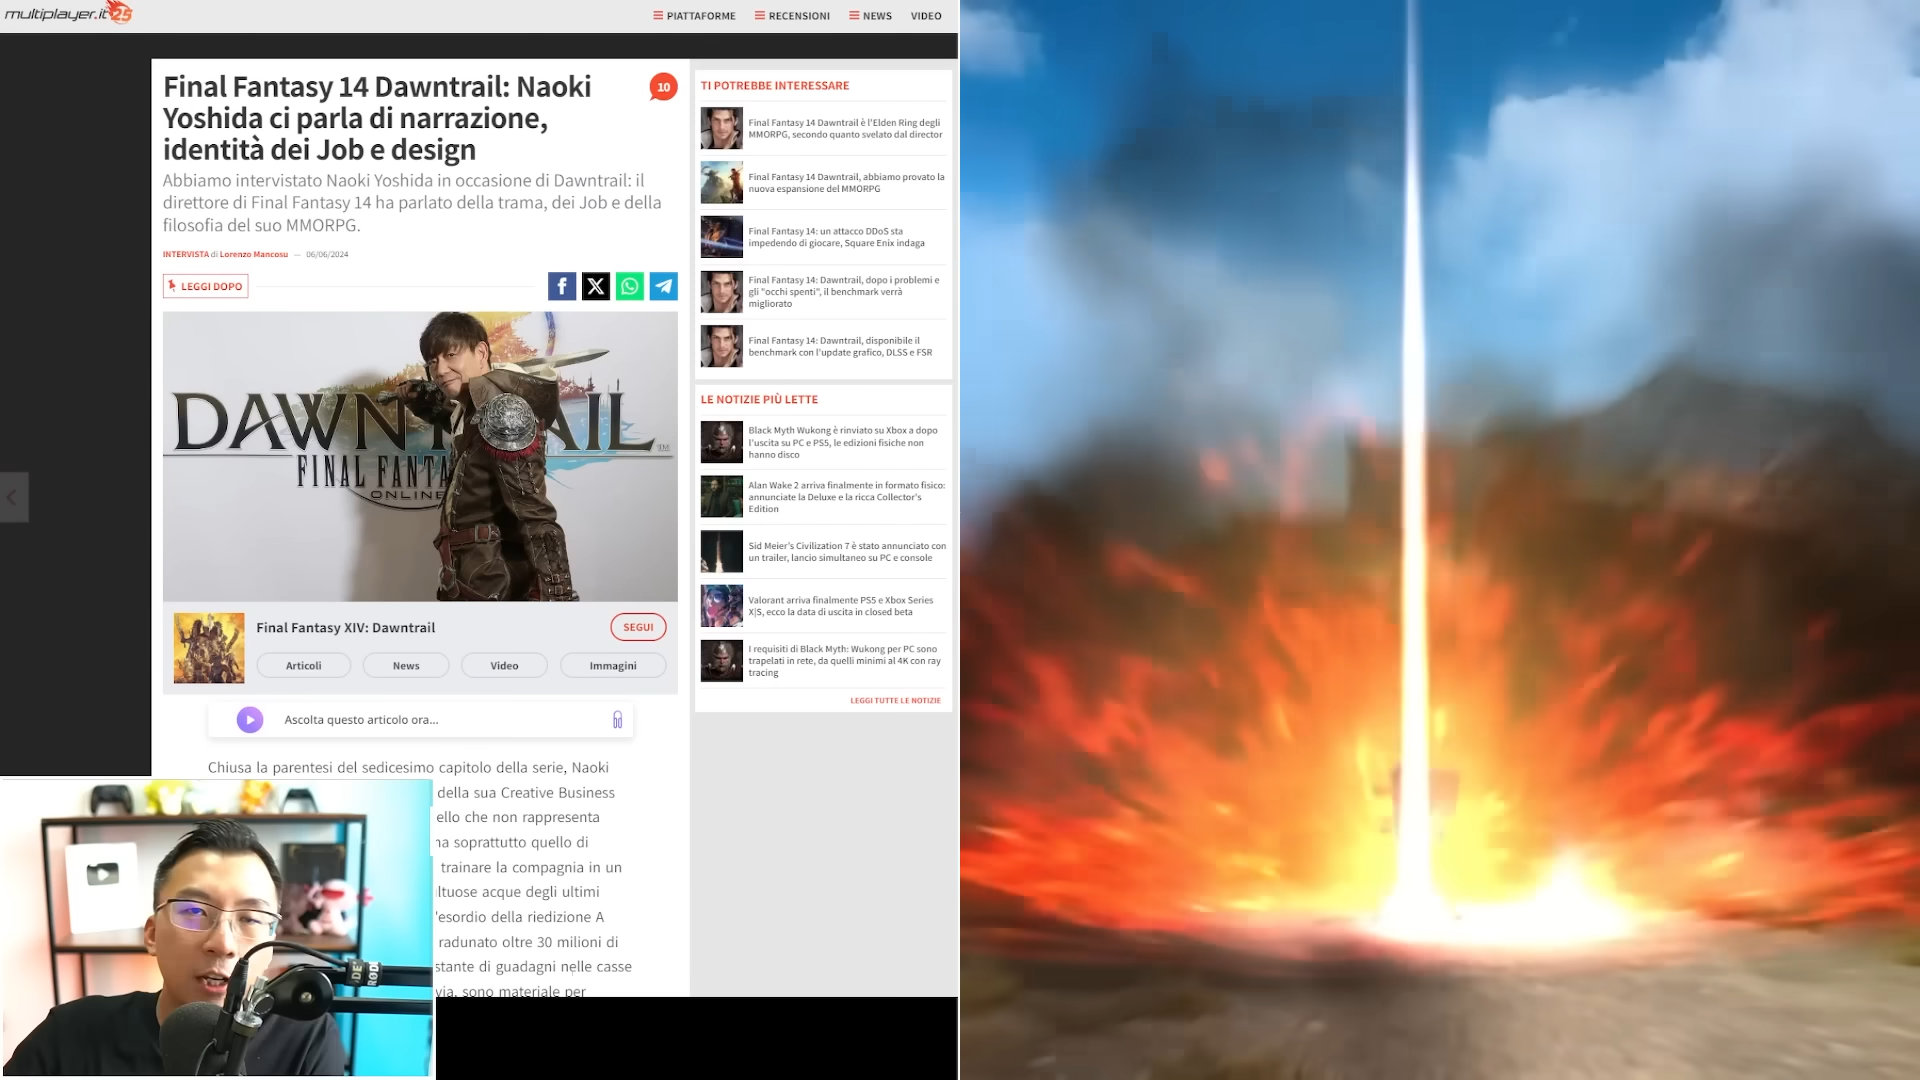 multiplayer.it 25
PIATTAFORME
RECENSIONI
NEWS
VIDEO
Final Fantasy 14 Dawntrail: Naoki
Yoshida ci parla di narrazione,
identità dei Job e design
10
Abbiamo intervistato Naoki Yoshida in occasione di Dawntrail: il
direttore di Final Fantasy 14 ha parlato della trama, dei Job e della
filosofia del suo MMORPG.
INTERVISTA di Lorenzo Mancosu — 06/06/2024
LEGGI DOPO
DAWNTRAIL
FINAL FANTA
ONLINE
Final Fantasy XIV: Dawntrail
SEGUI
Articoli
News
Video
Immagini
Ascolta questo articolo ora...
Chiusa la parentesi del sedicesimo capitolo della serie, Naoki
della sua Creative Business
ello che non rappresenta
na soprattutto quello di
trainare la compagnia in un
ltuose acque degli ultimi
'esordio della riedizione A
radunato oltre 30 milioni di
stante di guadagni nelle casse
via, sono materiale per
TI POTREBBE INTERESSARE
Final Fantasy 14 Dawntrail è l'Elden Ring degli
MMORPG, secondo quanto svelato dal director
Final Fantasy 14 Dawntrail, abbiamo provato la
nuova espansione del MMORPG
Final Fantasy 14: un attacco DDoS sta
impedendo di giocare, Square Enix indaga
Final Fantasy 14: Dawntrail, dopo i problemi e
gli "occhi spenti", il benchmark verrà
migliorato
Final Fantasy 14: Dawntrail, disponibile il
benchmark con l'update grafico, DLSS e FSR
LE NOTIZIE PIÙ LETTE
Black Myth Wukong è rinviato su Xbox a dopo
l'uscita su PC e PS5, le edizioni fisiche non
hanno disco
Alan Wake 2 arriva finalmente in formato fisico:
annunciate la Deluxe e la ricca Collector's
Edition
Sid Meier's Civilization 7 è stato annunciato con
un trailer, lancio simultaneo su PC e console
Valorant arriva finalmente PS5 e Xbox Series
X|S, ecco la data di uscita in closed beta
I requisiti di Black Myth: Wukong per PC sono
trapelati in rete, da quelli minimi al 4K con ray
tracing
LEGGI TUTTE LE NOTIZIE